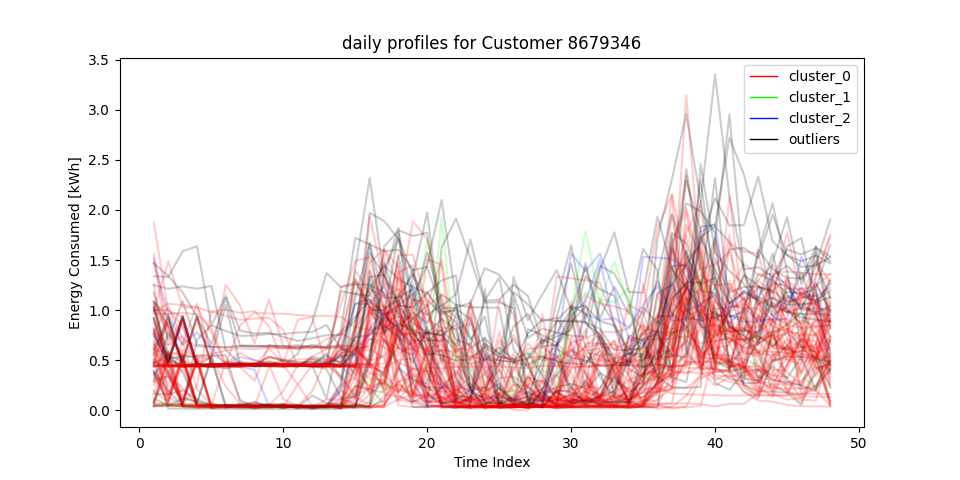 daily profiles for Customer 8679346
3.5
3.0
2.5
2.0
1.5
1.0
0.5
0.0
Energy Consumed [kWh]
cluster_0
cluster_1
cluster_2
outliers
0 10 20 30 40 50
Time Index